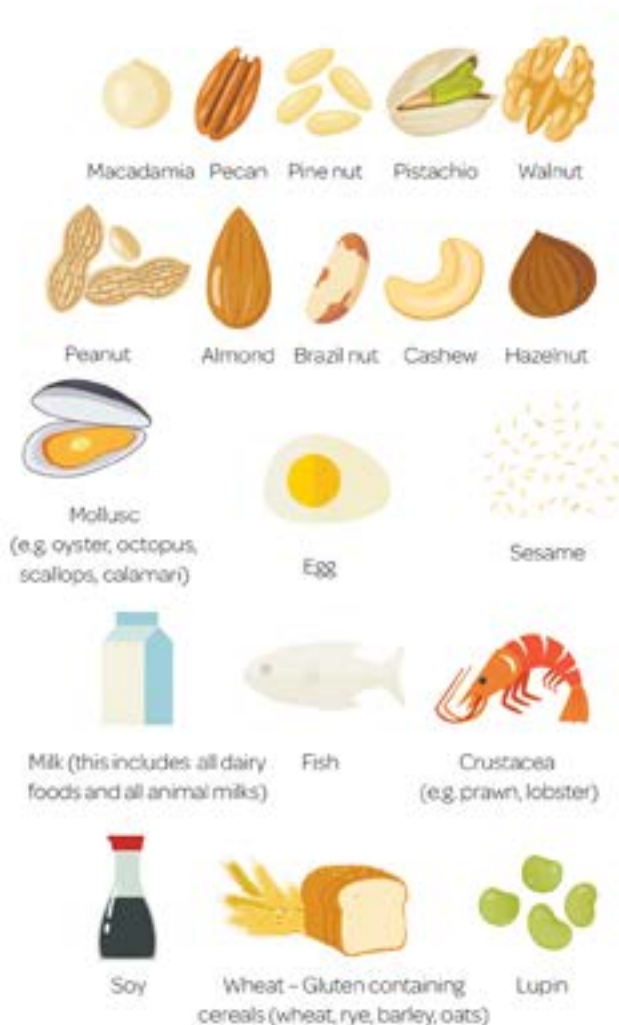 Macadamia Pecan Pine nut Pistachio Walnut
Peanut Almond Brazil nut Cashew Hazelnut
Mollusc
(e.g. oyster, octopus,
scallops, calamari)
Egg
Sesame
Milk (this includes all dairy
foods and all animal milks)
Fish
Crustacea
(e.g. prawn, lobster)
Soy
Wheat – Gluten containing
cereals (wheat, rye, barley, oats)
Lupin